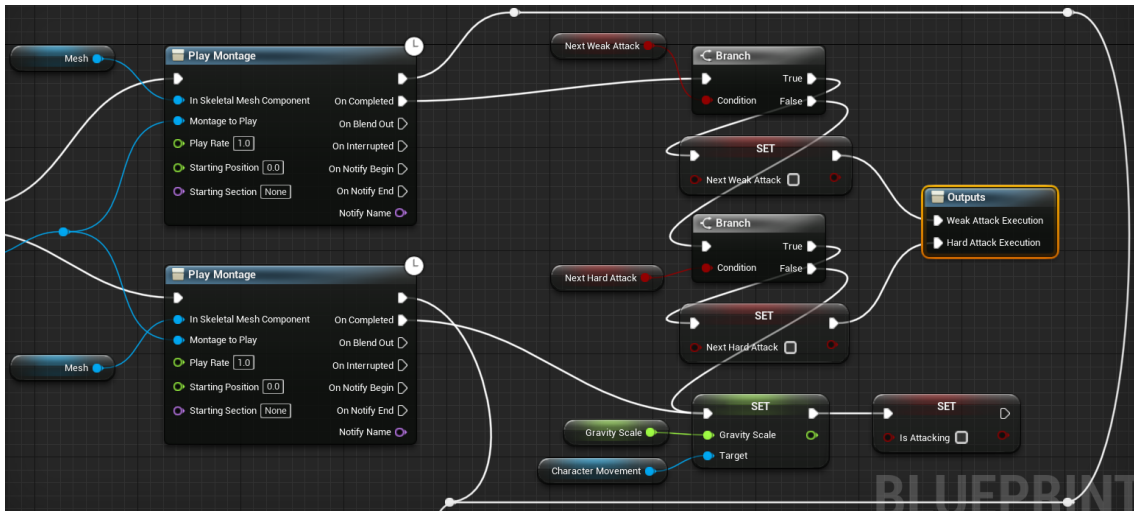 Mesh
Play Montage
In Skeletal Mesh Component
On Completed
Montage to Play
On Blend Out
Play Rate 1.0
On Interrupted
Starting Position 0.0
On Notify Begin
Starting Section None
On Notify End
Notify Name
Next Weak Attack
Branch
True
Condition
False
SET
Next Weak Attack
Outputs
Weak Attack Execution
Hard Attack Execution
Branch
True
Next Hard Attack
Condition
False
SET
Next Hard Attack
Play Montage
In Skeletal Mesh Component
On Completed
Montage to Play
On Blend Out
Mesh
Play Rate 1.0
On Interrupted
Starting Position 0.0
On Notify Begin
Starting Section None
On Notify End
Notify Name
SET
Gravity Scale
Gravity Scale
Character Movement
Target
SET
Is Attacking
BLUEPRINT